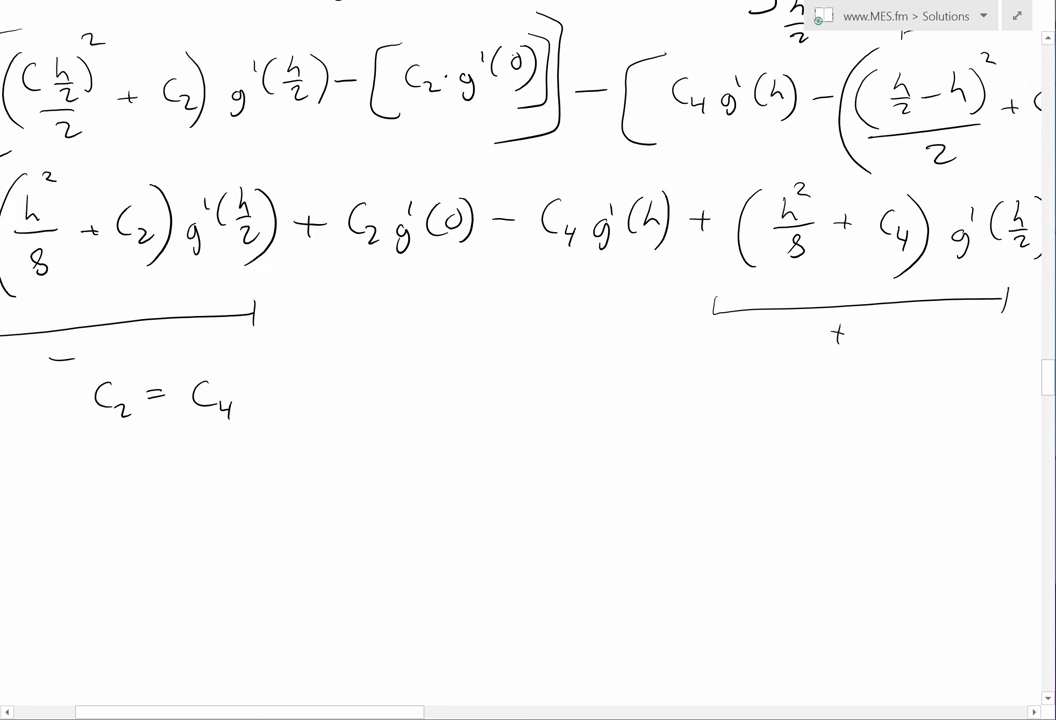 www.MES.fm > Solutions
((h/2)²/2 + C₂) g'(h/2) − [C₂·g'(0)]] − [C₄ g'(h) − ((h/2 − h)²/2 +
(h²/8 + C₂) g'(h/2) + C₂ g'(0) − C₄ g'(h) + (h²/8 + C₄) g'(h/2)
− +
C₂ = C₄